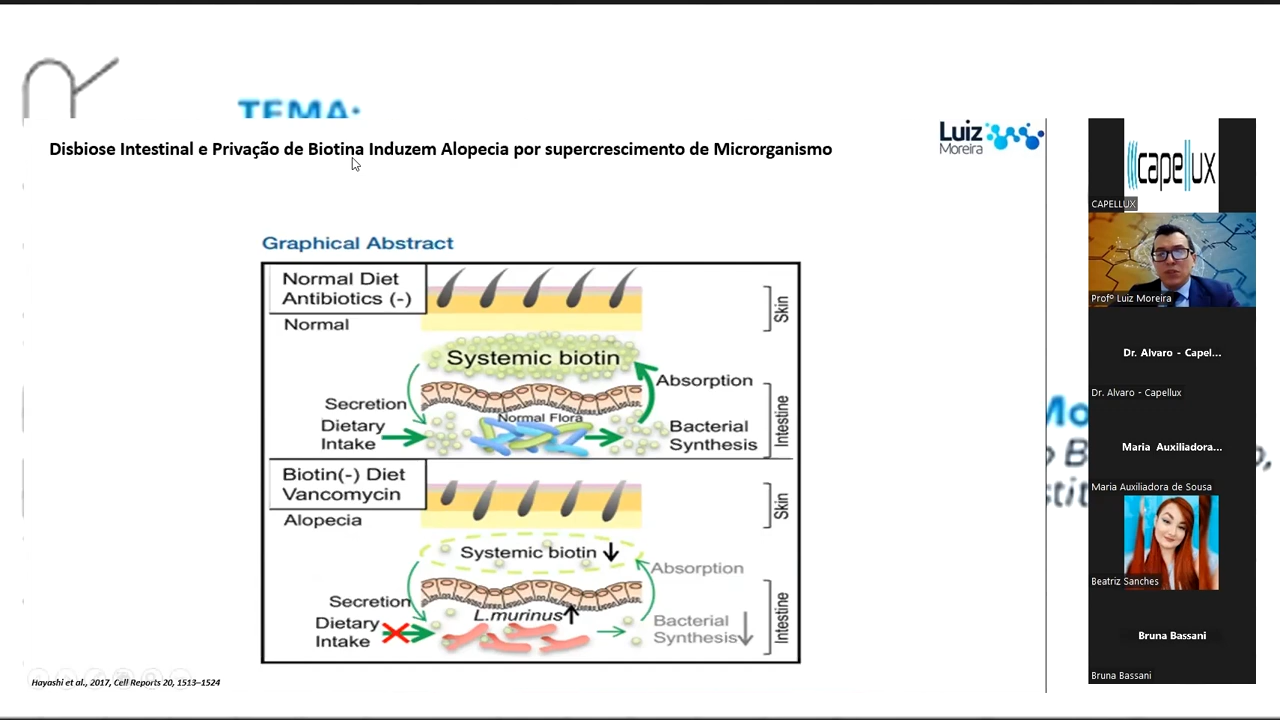 TEMA:
Disbiose Intestinal e Privação de Biotina Induzem Alopecia por supercrescimento de Microrganismo
Luiz
Moreira
Graphical Abstract
Normal Diet
Antibiotics (-)
Normal
Skin
Systemic biotin
Absorption
Secretion
Normal Flora
Dietary
Intake
Bacterial
Synthesis
Intestine
Biotin(-) Diet
Vancomycin
Alopecia
Skin
Systemic biotin
Absorption
Secretion
L.murinus
Dietary
Intake
Bacterial
Synthesis
Intestine
Hayashi et al., 2017, Cell Reports 20, 1513–1524
capellux
CAPELLUX
Profº Luiz Moreira
Dr. Alvaro - Capel...
Dr. Alvaro - Capellux
Maria Auxiliadora...
Maria Auxiliadora de Sousa
Beatriz Sanches
Bruna Bassani
Bruna Bassani